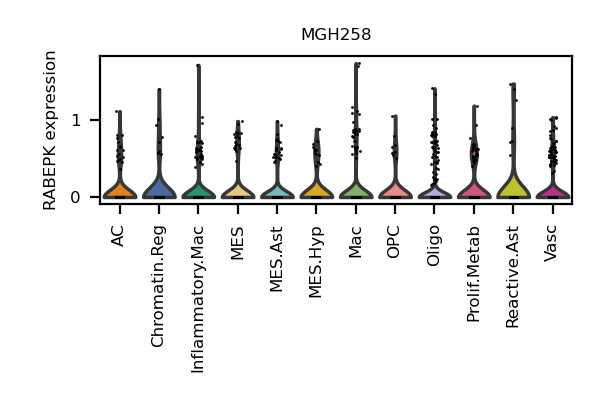 MGH258
RABEPK expression
1
0
AC
Chromatin.Reg
Inflammatory.Mac
MES
MES.Ast
MES.Hyp
Mac
OPC
Oligo
Prolif.Metab
Reactive.Ast
Vasc